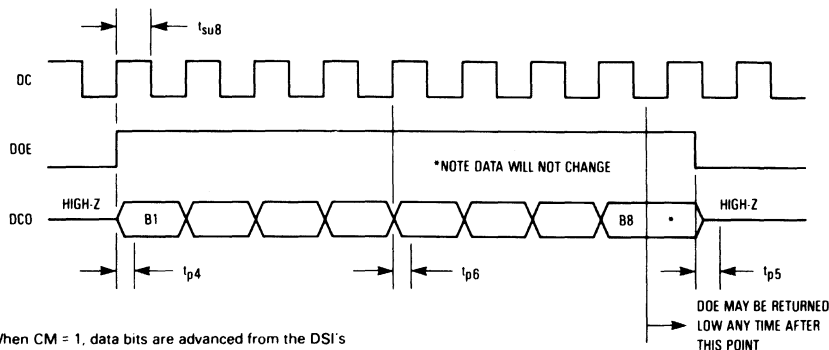 tsu8
DC
DOE
*NOTE DATA WILL NOT CHANGE
HIGH-Z
DCO
B1
B8
*
HIGH-Z
tp4
tp6
tp5
DOE MAY BE RETURNED
LOW ANY TIME AFTER
THIS POINT
When CM = 1, data bits are advanced from the DSI's